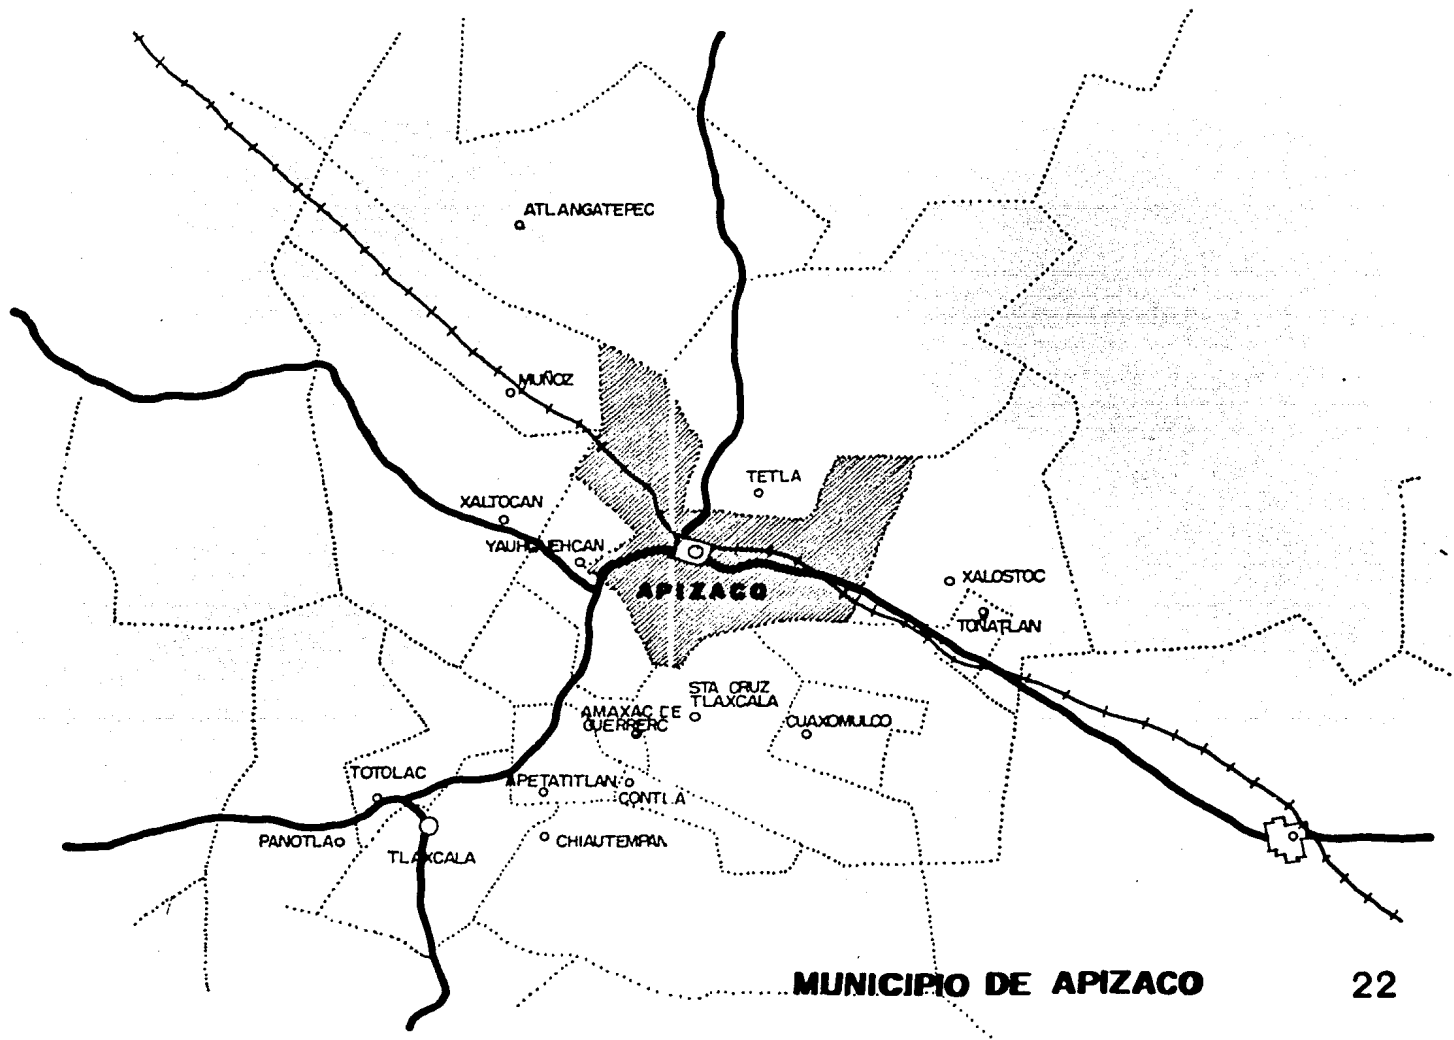 ATLANGATEPEC
MUÑOZ
TETLA
XALTOCAN
YAUHQUEHCAN
APIZACO
XALOSTOC
TONATLAN
STA CRUZ
TLAXCALA
AMAXAC DE
GUERRERO
CUAXOMULCO
TOTOLAC
APETATITLAN
CONTLA
PANOTLA
CHIAUTEMPAN
TLAXCALA
MUNICIPIO DE APIZACO 22